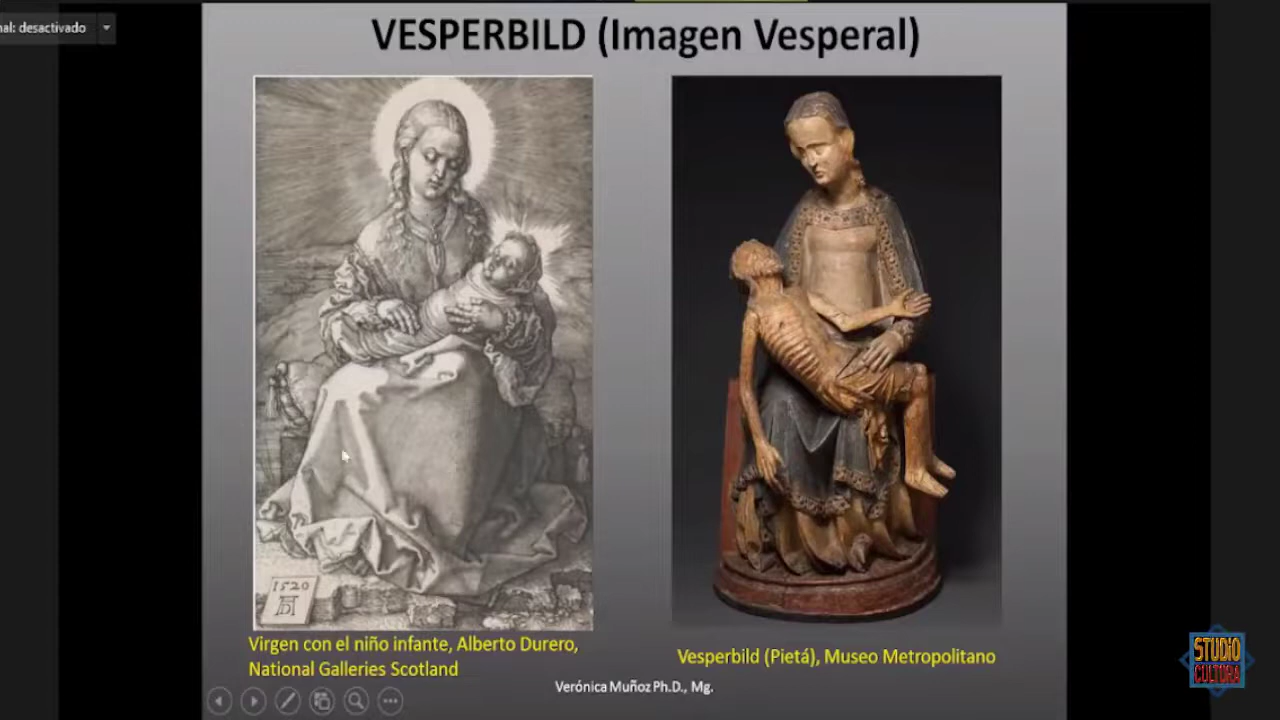 nal: desactivado
VESPERBILD (Imagen Vesperal)
1520
AD
Virgen con el niño infante, Alberto Durero,
National Galleries Scotland
Vesperbild (Pietá), Museo Metropolitano
Verónica Muñoz Ph.D., Mg.
STUDIO
CULTURA